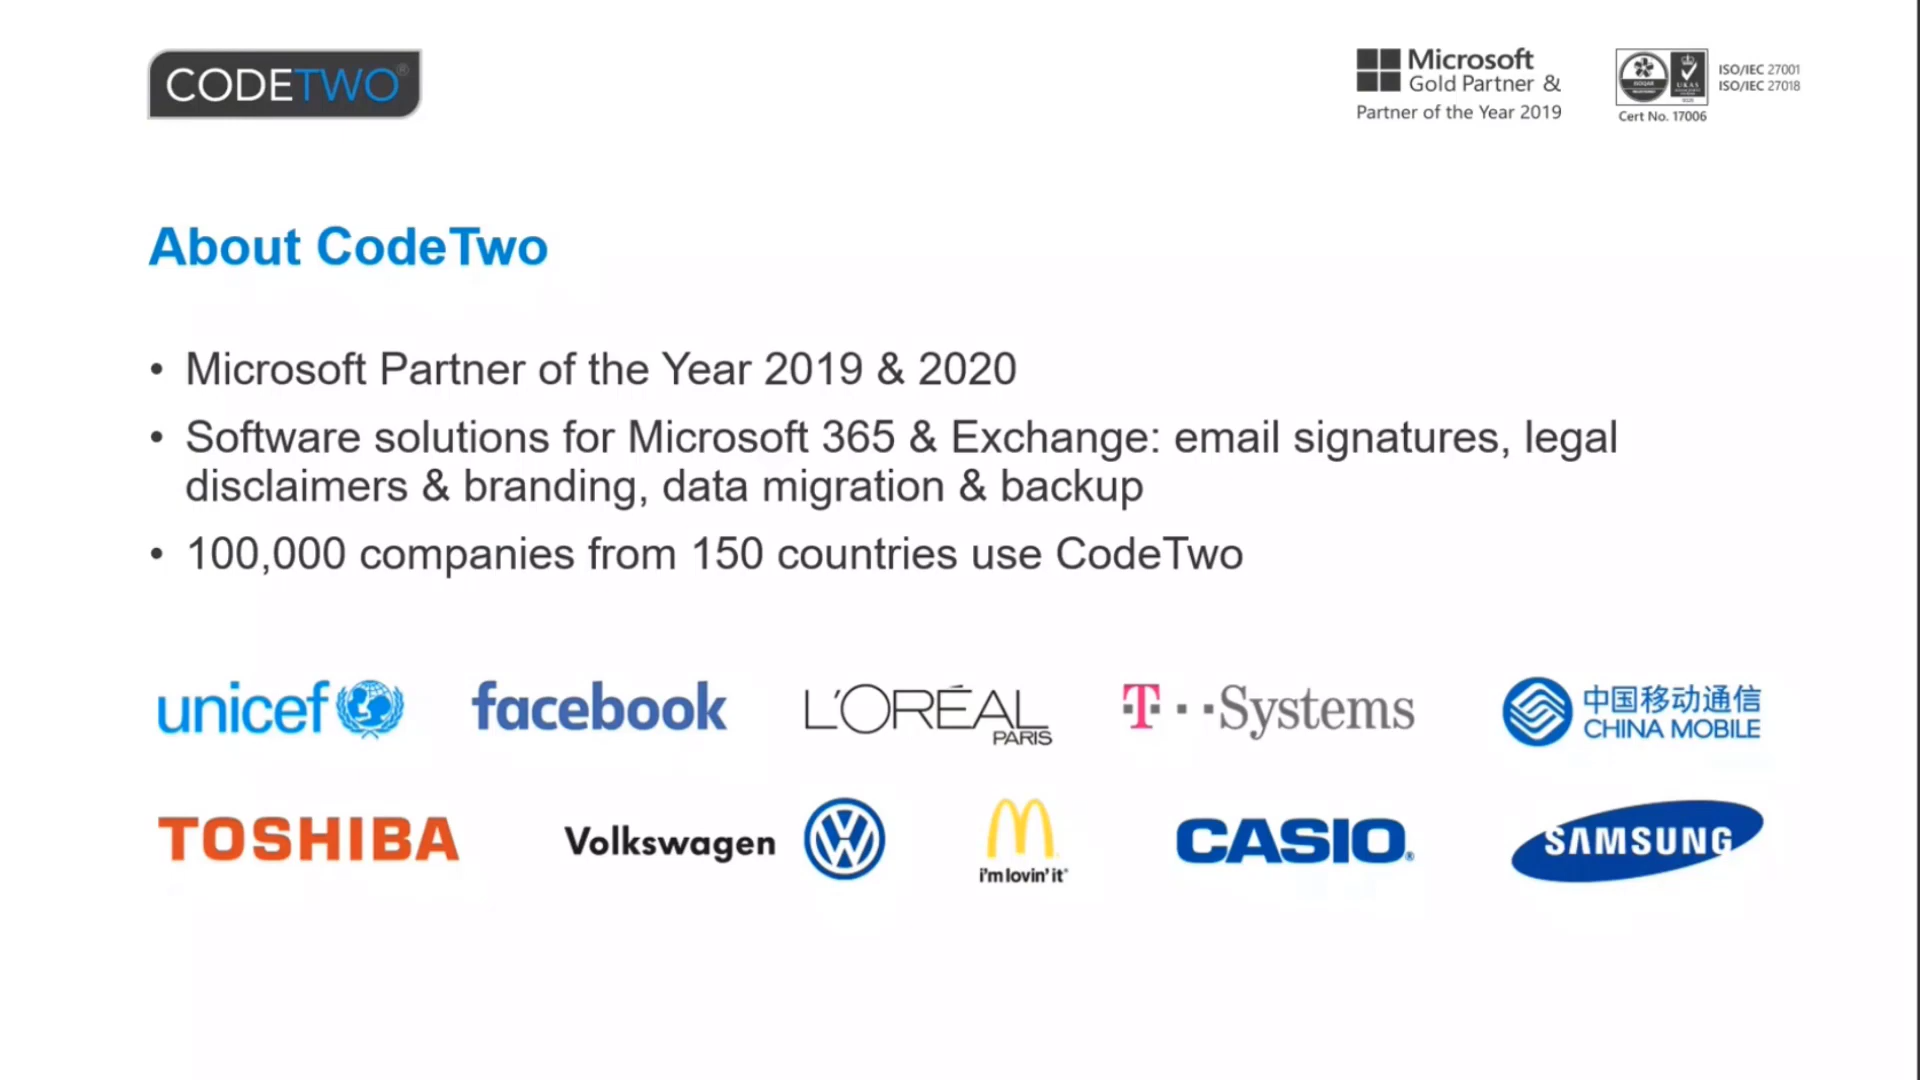 CODETWO®
Microsoft
Gold Partner &
Partner of the Year 2019
ISO/IEC 27001
ISO/IEC 27018
UKAS
Cert No. 17006
About CodeTwo
• Microsoft Partner of the Year 2019 & 2020
• Software solutions for Microsoft 365 & Exchange: email signatures, legal
disclaimers & branding, data migration & backup
• 100,000 companies from 150 countries use CodeTwo
unicef
facebook
L'ORÉAL
PARIS
T··Systems
中国移动通信
CHINA MOBILE
TOSHIBA
Volkswagen
VW
M
i'm lovin' it®
CASIO®
SAMSUNG